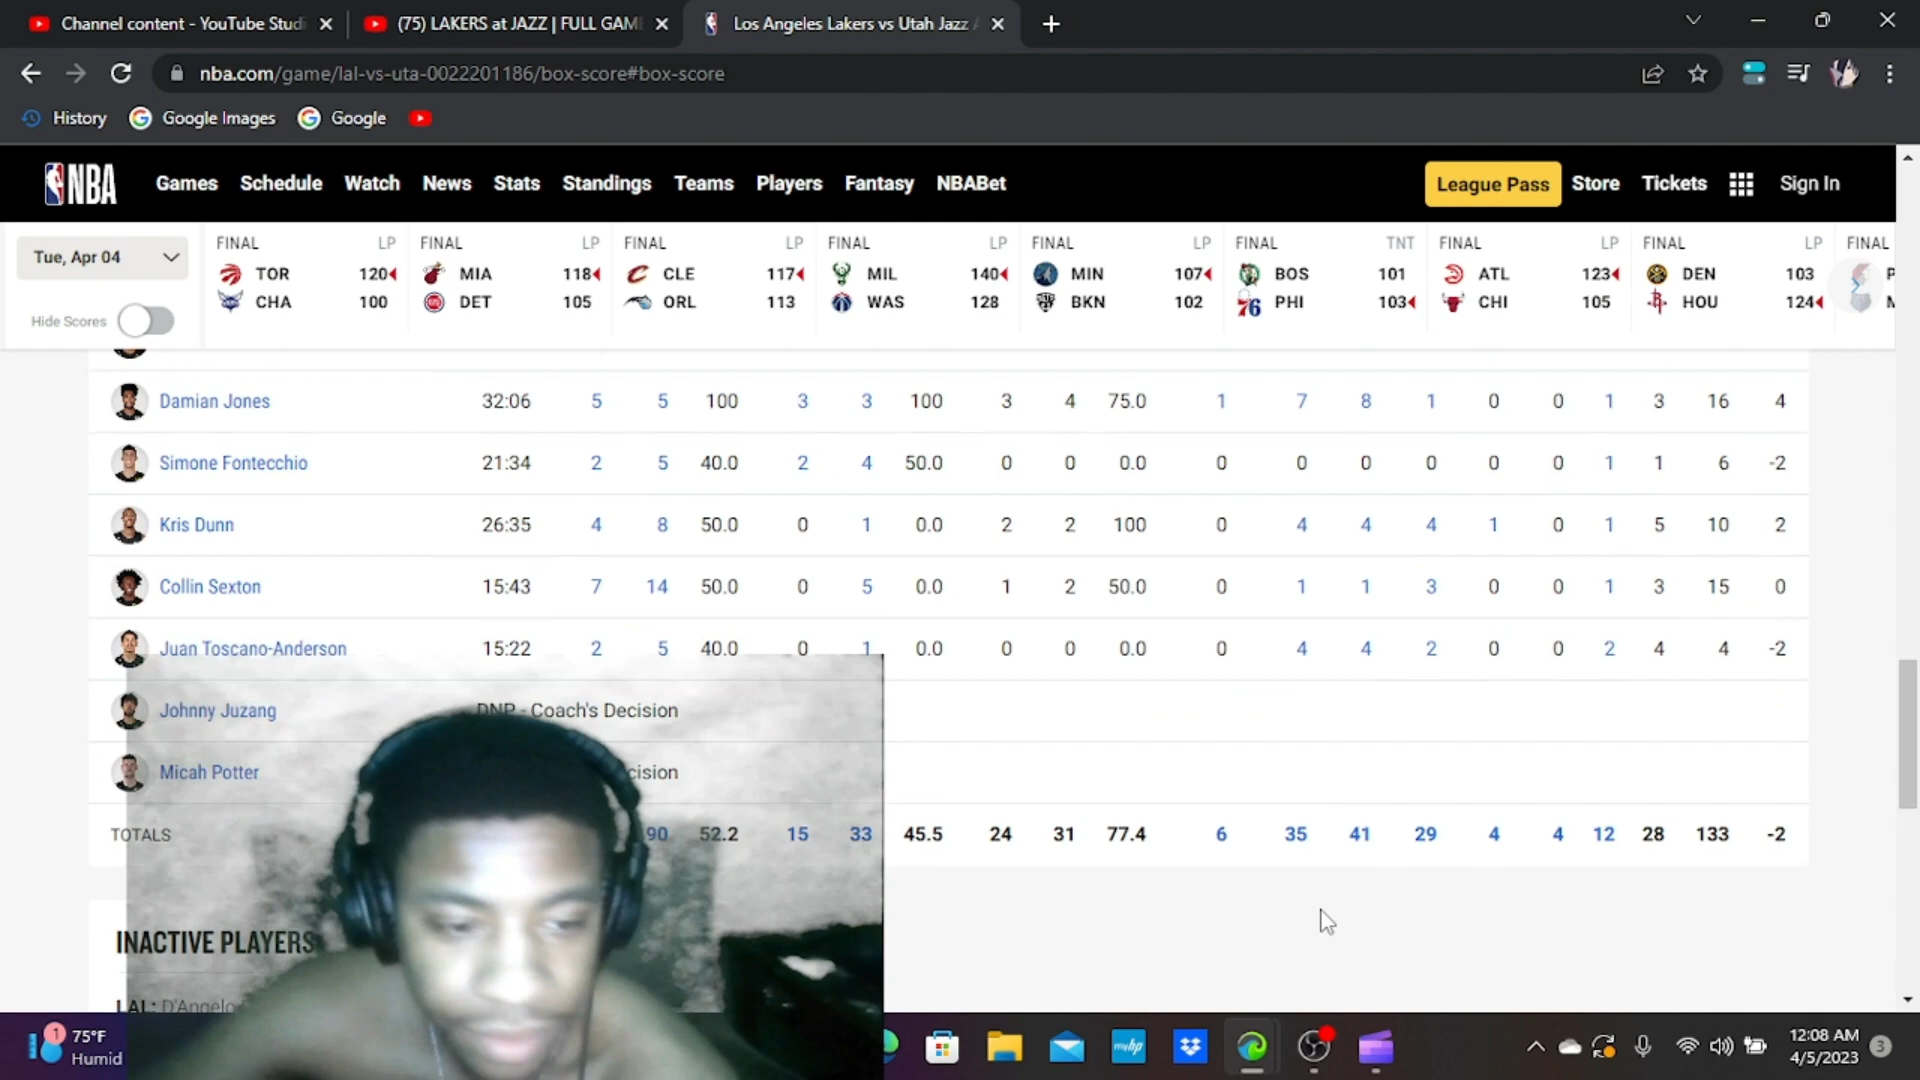 Channel content - YouTube Studi
(75) LAKERS at JAZZ | FULL GAM
Los Angeles Lakers vs Utah Jazz
nba.com/game/lal-vs-uta-0022201186/box-score#box-score
History Google Images Google
NBA Games Schedule Watch News Stats Standings Teams Players Fantasy NBABet League Pass Store Tickets Sign In
Tue, Apr 04
Hide Scores
FINAL LP
TOR 120
CHA 100
FINAL LP
MIA 118
DET 105
FINAL LP
CLE 117
ORL 113
FINAL LP
MIL 140
WAS 128
FINAL LP
MIN 107
BKN 102
FINAL TNT
BOS 101
PHI 103
FINAL LP
ATL 123
CHI 105
FINAL LP
DEN 103
HOU 124
FINAL
Damian Jones 32:06 5 5 100 3 3 100 3 4 75.0 1 7 8 1 0 0 1 3 16 4
Simone Fontecchio 21:34 2 5 40.0 2 4 50.0 0 0 0.0 0 0 0 0 0 0 1 1 6 -2
Kris Dunn 26:35 4 8 50.0 0 1 0.0 2 2 100 0 4 4 4 1 0 1 5 10 2
Collin Sexton 15:43 7 14 50.0 0 5 0.0 1 2 50.0 0 1 1 3 0 0 1 3 15 0
Juan Toscano-Anderson 15:22 2 5 40.0 0 1 0.0 0 0 0.0 0 4 4 2 0 0 2 4 4 -2
Johnny Juzang DNP - Coach's Decision
Micah Potter cision
TOTALS 90 52.2 15 33 45.5 24 31 77.4 6 35 41 29 4 4 12 28 133 -2
INACTIVE PLAYERS
LAL: D'Angelo
75°F
Humid
myhp
12:08 AM
4/5/2023
3